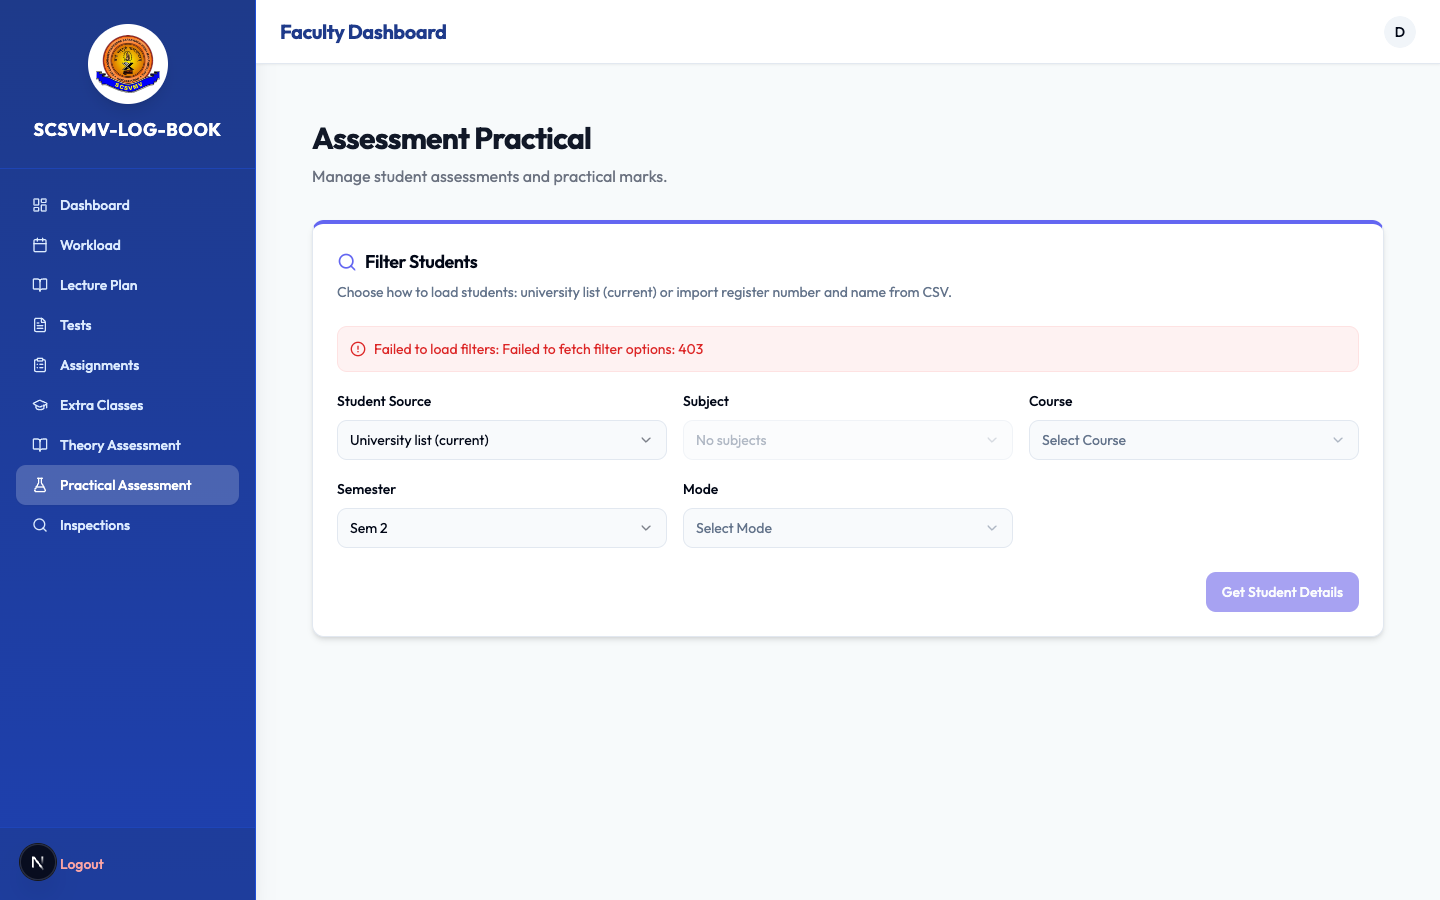 SCSVMV
SCSVMV-LOG-BOOK
Dashboard
Workload
Lecture Plan
Tests
Assignments
Extra Classes
Theory Assessment
Practical Assessment
Inspections
N
Logout
Faculty Dashboard
D
Assessment Practical
Manage student assessments and practical marks.
Filter Students
Choose how to load students: university list (current) or import register number and name from CSV.
Failed to load filters: Failed to fetch filter options: 403
Student Source
University list (current)
Subject
No subjects
Course
Select Course
Semester
Sem 2
Mode
Select Mode
Get Student Details